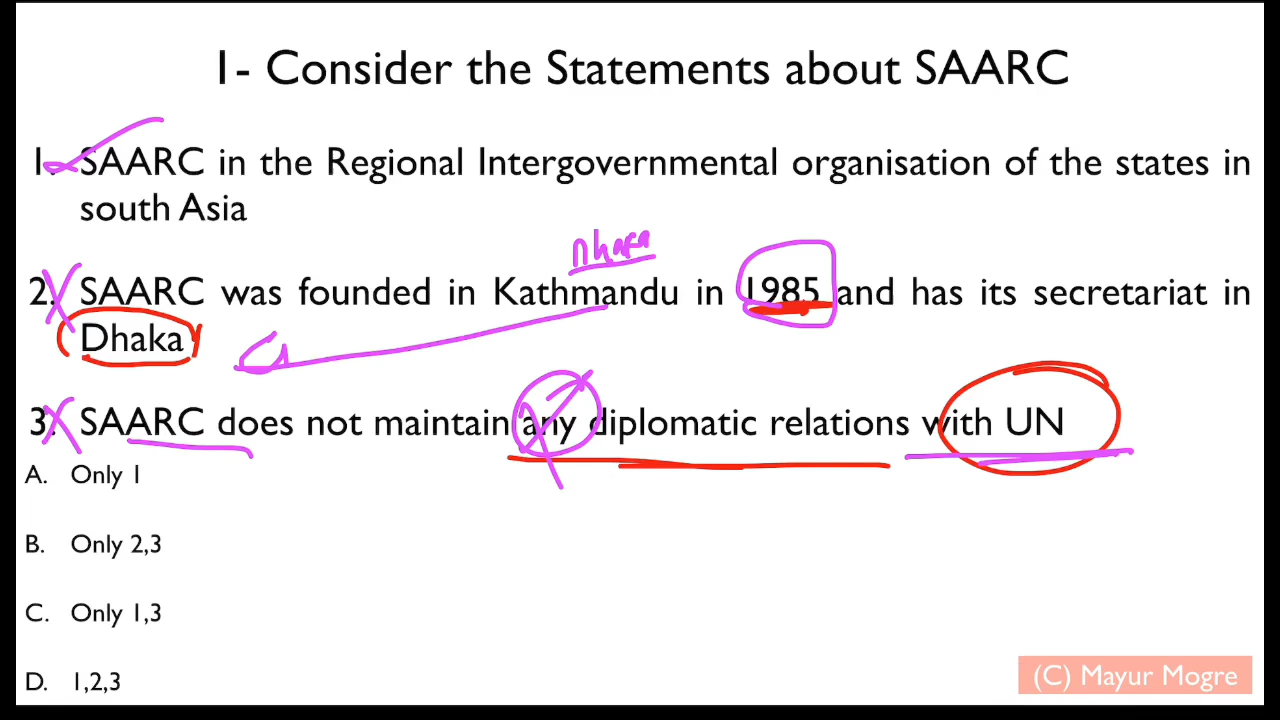 1- Consider the Statements about SAARC
1. SAARC in the Regional Intergovernmental organisation of the states in
south Asia
Dhaka
2. SAARC was founded in Kathmandu in 1985 and has its secretariat in
Dhaka
3. SAARC does not maintain any diplomatic relations with UN
A. Only 1
B. Only 2,3
C. Only 1,3
D. 1,2,3
(C) Mayur Mogre